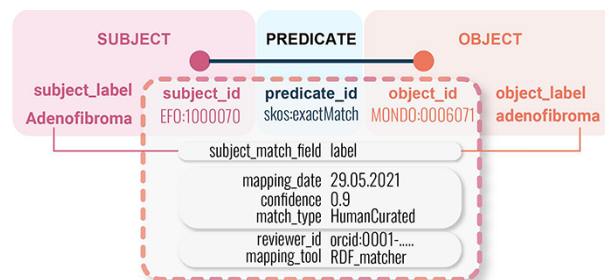 SUBJECT PREDICATE OBJECT
subject_label subject_id predicate_id object_id object_label
Adenofibroma EFO:1000070 skos:exactMatch MONDO:0006071 adenofibroma
subject_match_field label
mapping_date 29.05.2021
confidence 0.9
match_type HumanCurated
reviewer_id orcid:0001-.....
mapping_tool RDF_matcher